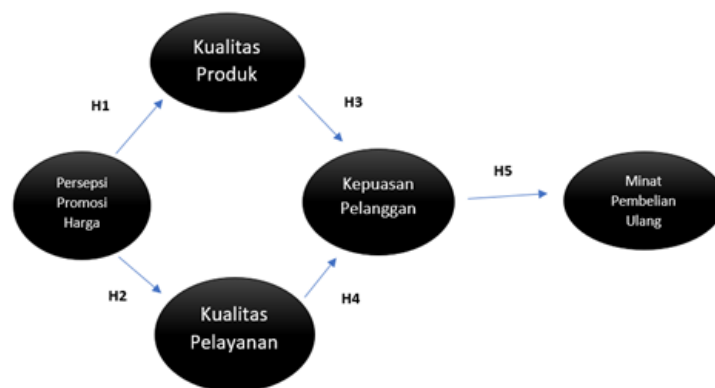 Kualitas
Produk
H1
H3
Persepsi
Promosi
Harga
Kepuasan
Pelanggan
H5
Minat
Pembelian
Ulang
H2
H4
Kualitas
Pelayanan